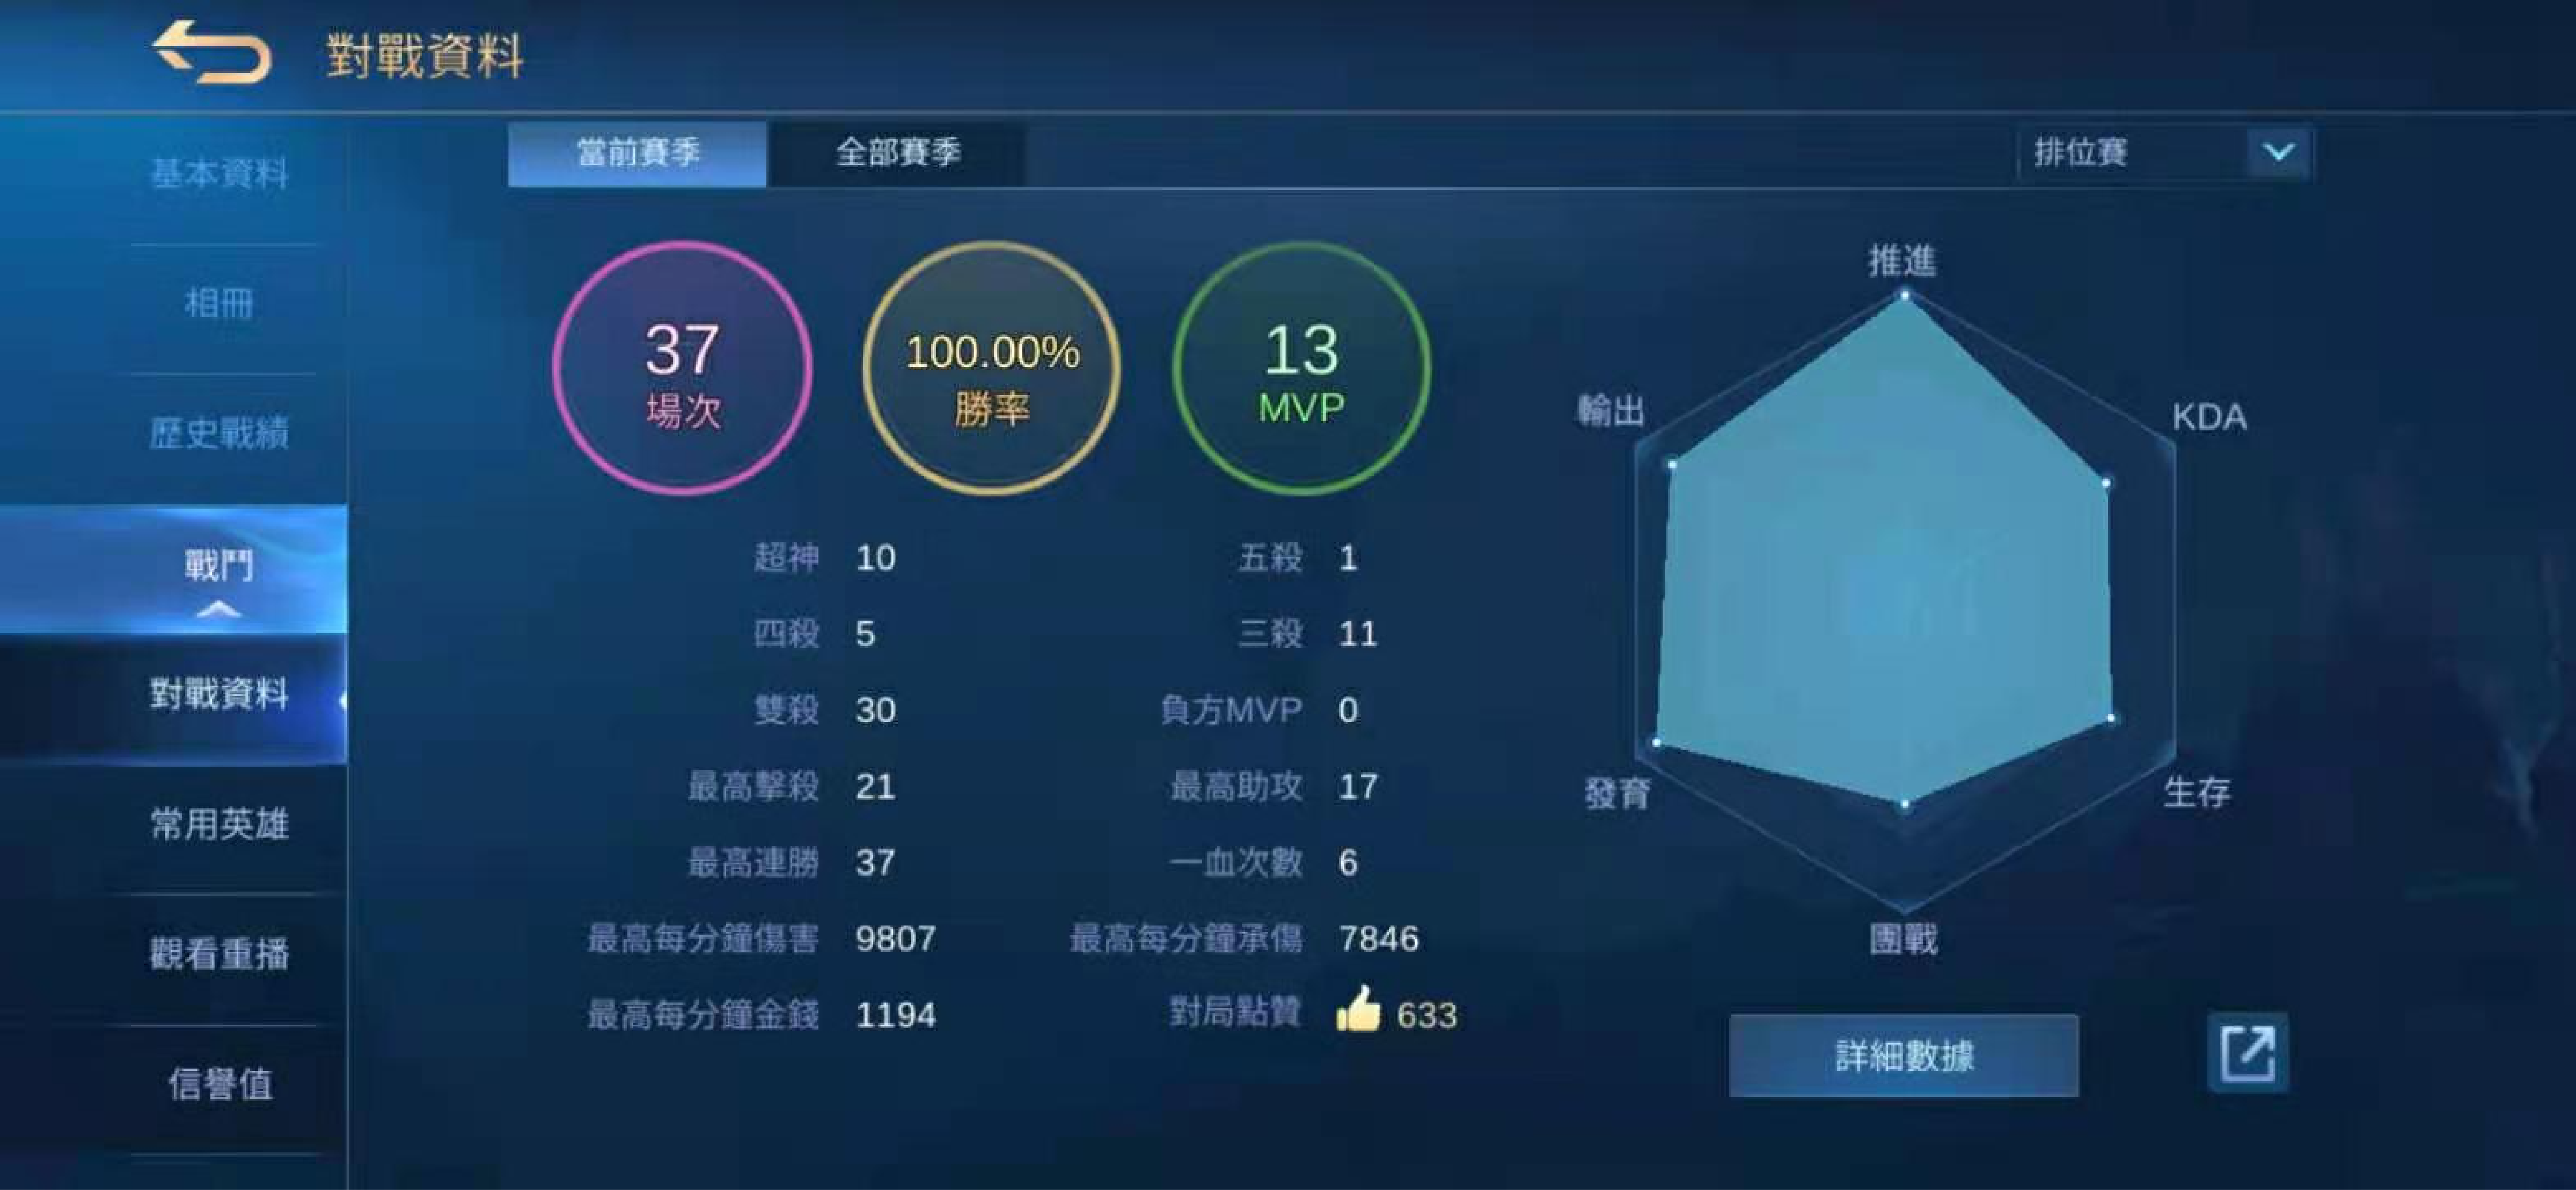 對戰資料
基本資料
相冊
歷史戰績
戰鬥
對戰資料
常用英雄
觀看重播
信譽值
當前賽季 全部賽季
排位賽
37
場次
100.00%
勝率
13
MVP
超神 10 五殺 1
四殺 5 三殺 11
雙殺 30 負方MVP 0
最高擊殺 21 最高助攻 17
最高連勝 37 一血次數 6
最高每分鐘傷害 9807 最高每分鐘承傷 7846
最高每分鐘金錢 1194 對局點贊 633
推進
輸出 KDA
發育 生存
團戰
詳細數據